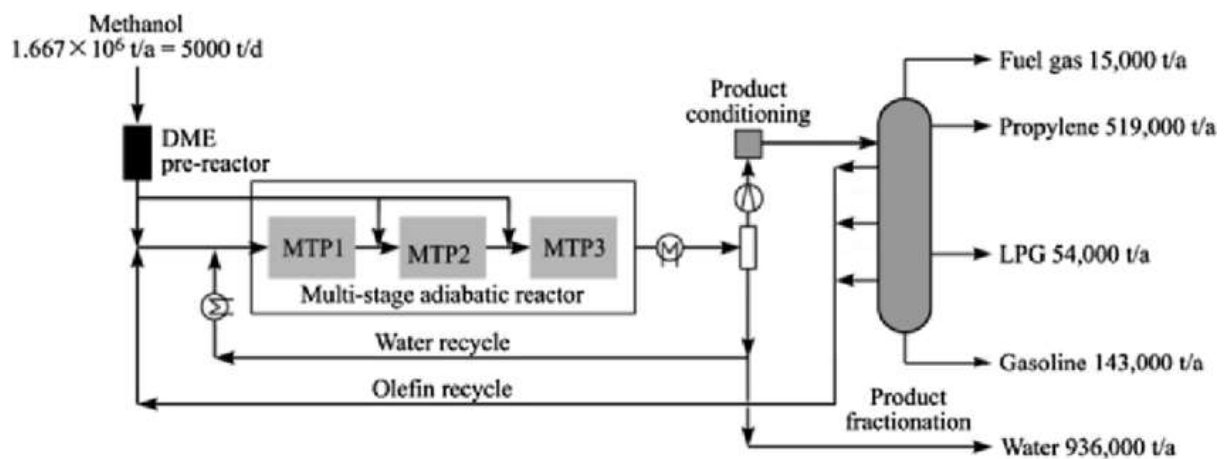 Methanol
1.667×10⁶ t/a = 5000 t/d
DME
pre-reactor
MTP1
MTP2
MTP3
Multi-stage adiabatic reactor
Water recycle
Olefin recycle
Product
conditioning
Fuel gas 15,000 t/a
Propylene 519,000 t/a
LPG 54,000 t/a
Gasoline 143,000 t/a
Product
fractionation
Water 936,000 t/a